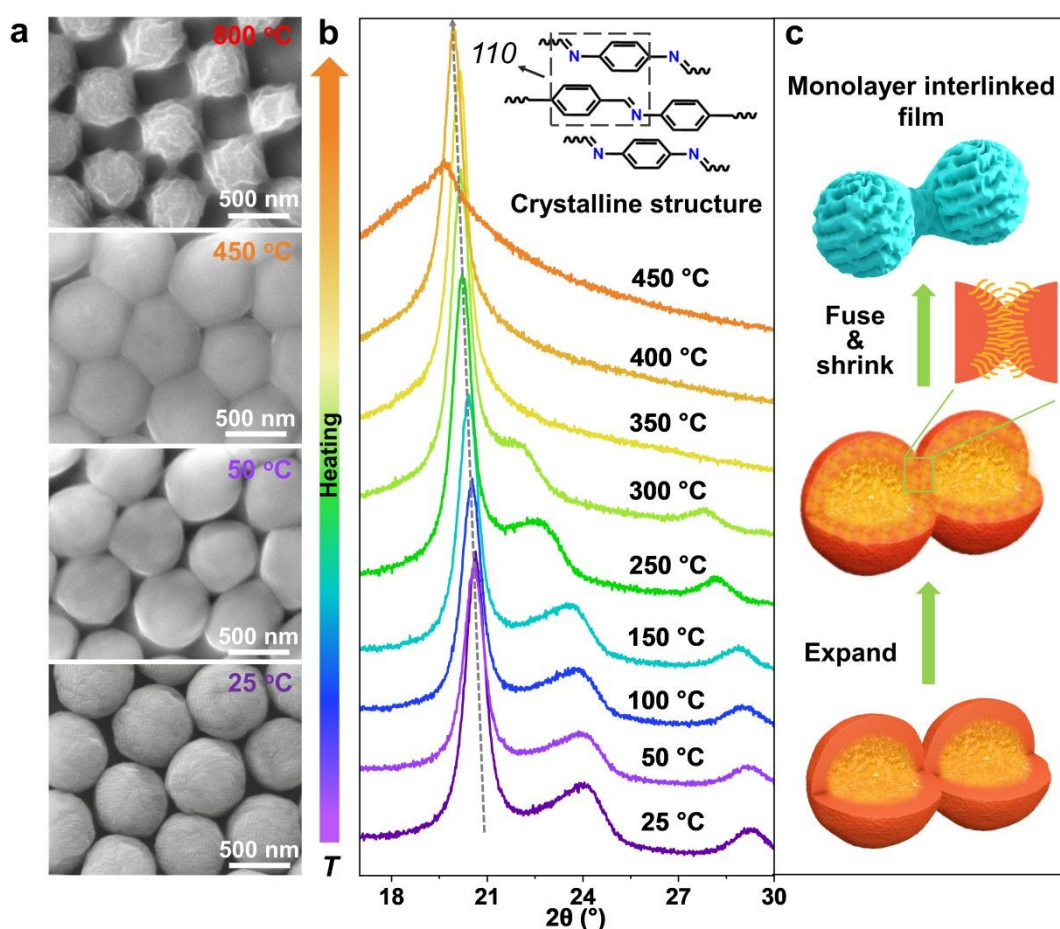 a
800 °C
500 nm
450 °C
500 nm
50 °C
500 nm
25 °C
500 nm
b
Heating
T
110
N
N
N
N
N
Crystalline structure
450 °C
400 °C
350 °C
300 °C
250 °C
150 °C
100 °C
50 °C
25 °C
18
21
24
27
30
2θ (°)
c
Monolayer interlinked
film
Fuse
&
shrink
Expand